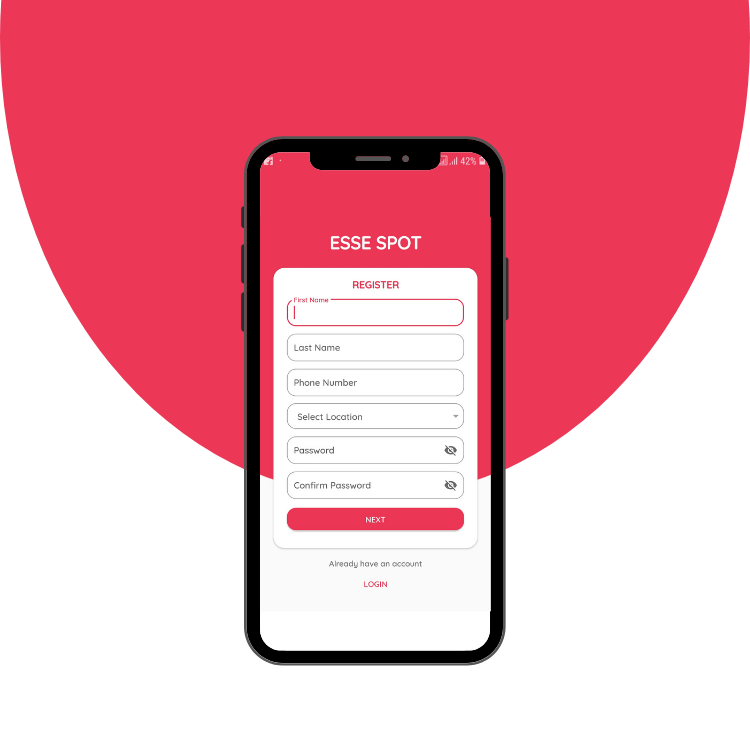 42%
ESSE SPOT
REGISTER
First Name
Last Name
Phone Number
Select Location
Password
Confirm Password
NEXT
Already have an account
LOGIN